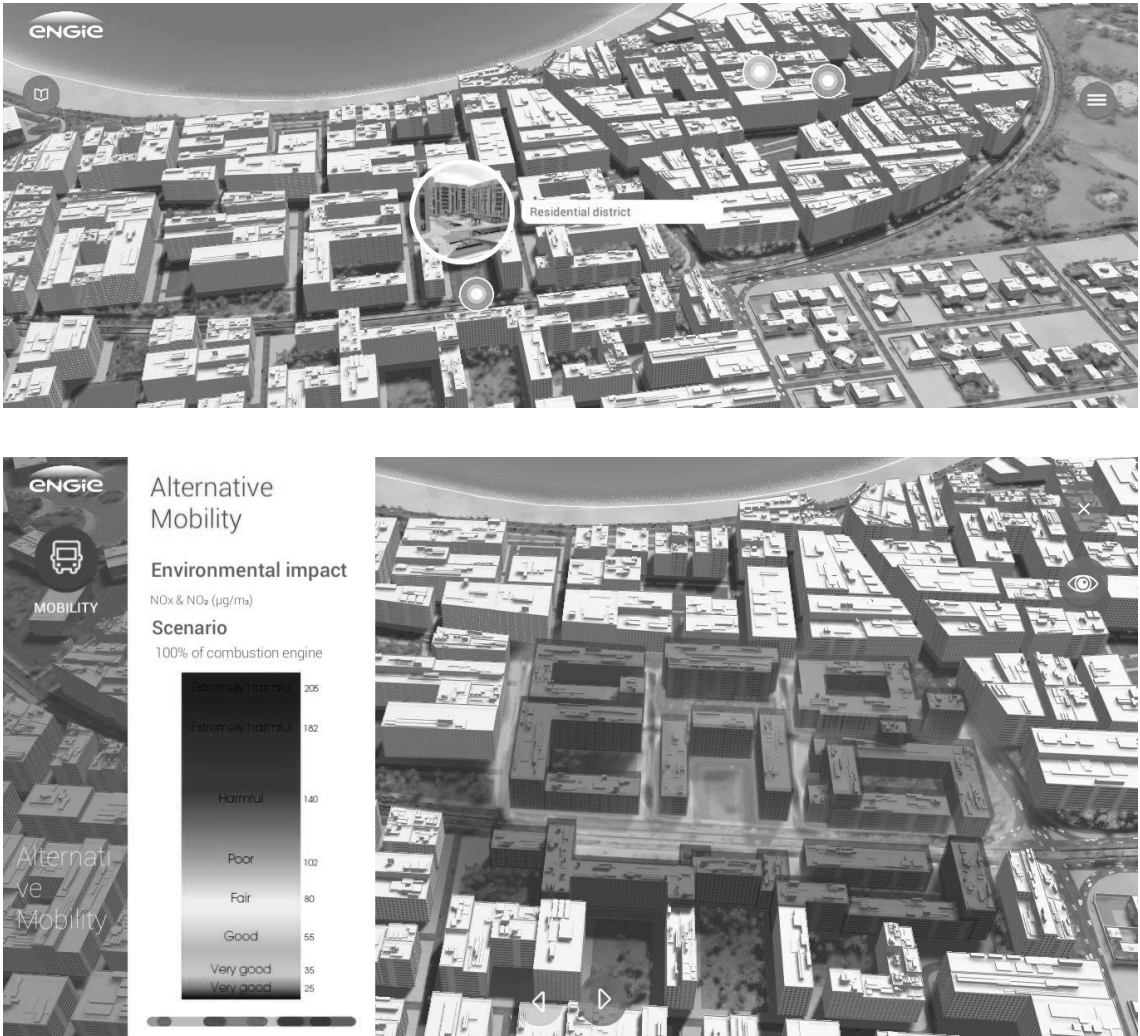 ENGIE
Residential district
ENGIE
MOBILITY
Alternati
ve
Mobility
Alternative
Mobility
Environmental impact
NOx & NO₂ (µg/m₃)
Scenario
100% of combustion engine
Extremely harmful 205
Extremely harmful 182
Harmful 140
Poor 102
Fair 80
Good 55
Very good 35
Very good 25